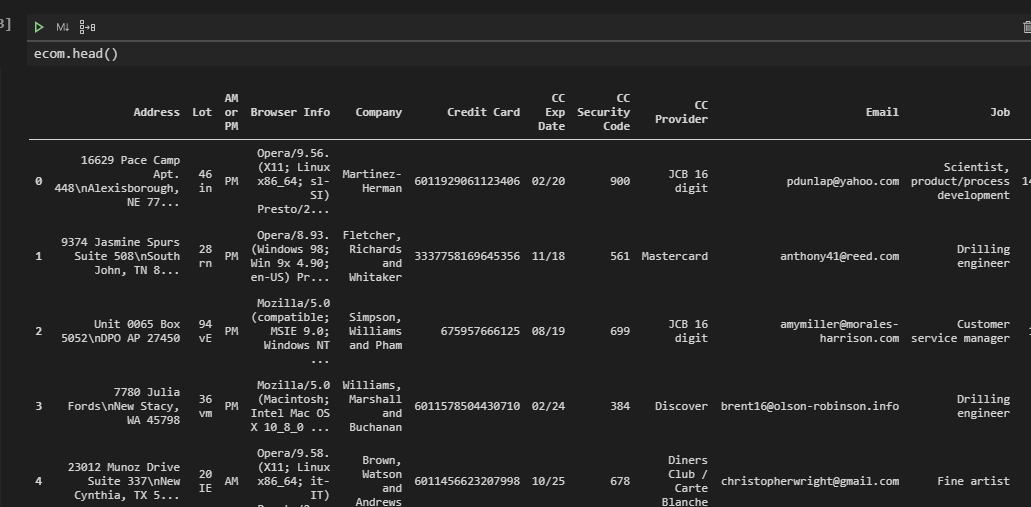 3]
M↓
ecom.head()
Address Lot AM or PM Browser Info Company Credit Card CC Exp Date CC Security Code CC Provider Email Job
0 16629 Pace Camp Apt. 448\nAlexisborough, NE 77... 46 in PM Opera/9.56.(X11; Linux x86_64; sl-SI) Presto/2... Martinez-Herman 6011929061123406 02/20 900 JCB 16 digit pdunlap@yahoo.com Scientist, product/process development 14
1 9374 Jasmine Spurs Suite 508\nSouth John, TN 8... 28 rn PM Opera/8.93.(Windows 98; Win 9x 4.90; en-US) Pr... Fletcher, Richards and Whitaker 3337758169645356 11/18 561 Mastercard anthony41@reed.com Drilling engineer
2 Unit 0065 Box 5052\nDPO AP 27450 94 vE PM Mozilla/5.0 (compatible; MSIE 9.0; Windows NT ... Simpson, Williams and Pham 675957666125 08/19 699 JCB 16 digit amymiller@morales-harrison.com Customer service manager
3 7780 Julia Fords\nNew Stacy, WA 45798 36 vm PM Mozilla/5.0 (Macintosh; Intel Mac OS X 10_8_0 ... Williams, Marshall and Buchanan 6011578504430710 02/24 384 Discover brent16@olson-robinson.info Drilling engineer
4 23012 Munoz Drive Suite 337\nNew Cynthia, TX 5... 20 IE AM Opera/9.58.(X11; Linux x86_64; it-IT) Brown, Watson and Andrews 6011456623207998 10/25 678 Diners Club / Carte Blanche christopherwright@gmail.com Fine artist